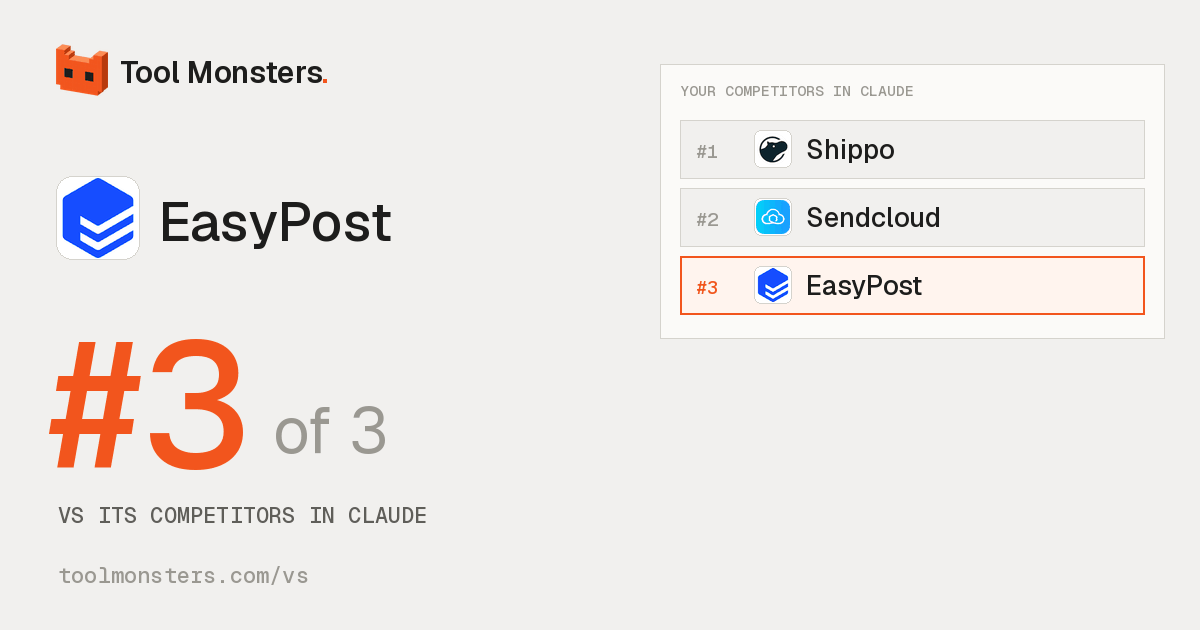 Tool Monsters.
EasyPost
#3 of 3
VS ITS COMPETITORS IN CLAUDE
toolmonsters.com/vs
YOUR COMPETITORS IN CLAUDE
#1 Shippo
#2 Sendcloud
#3 EasyPost